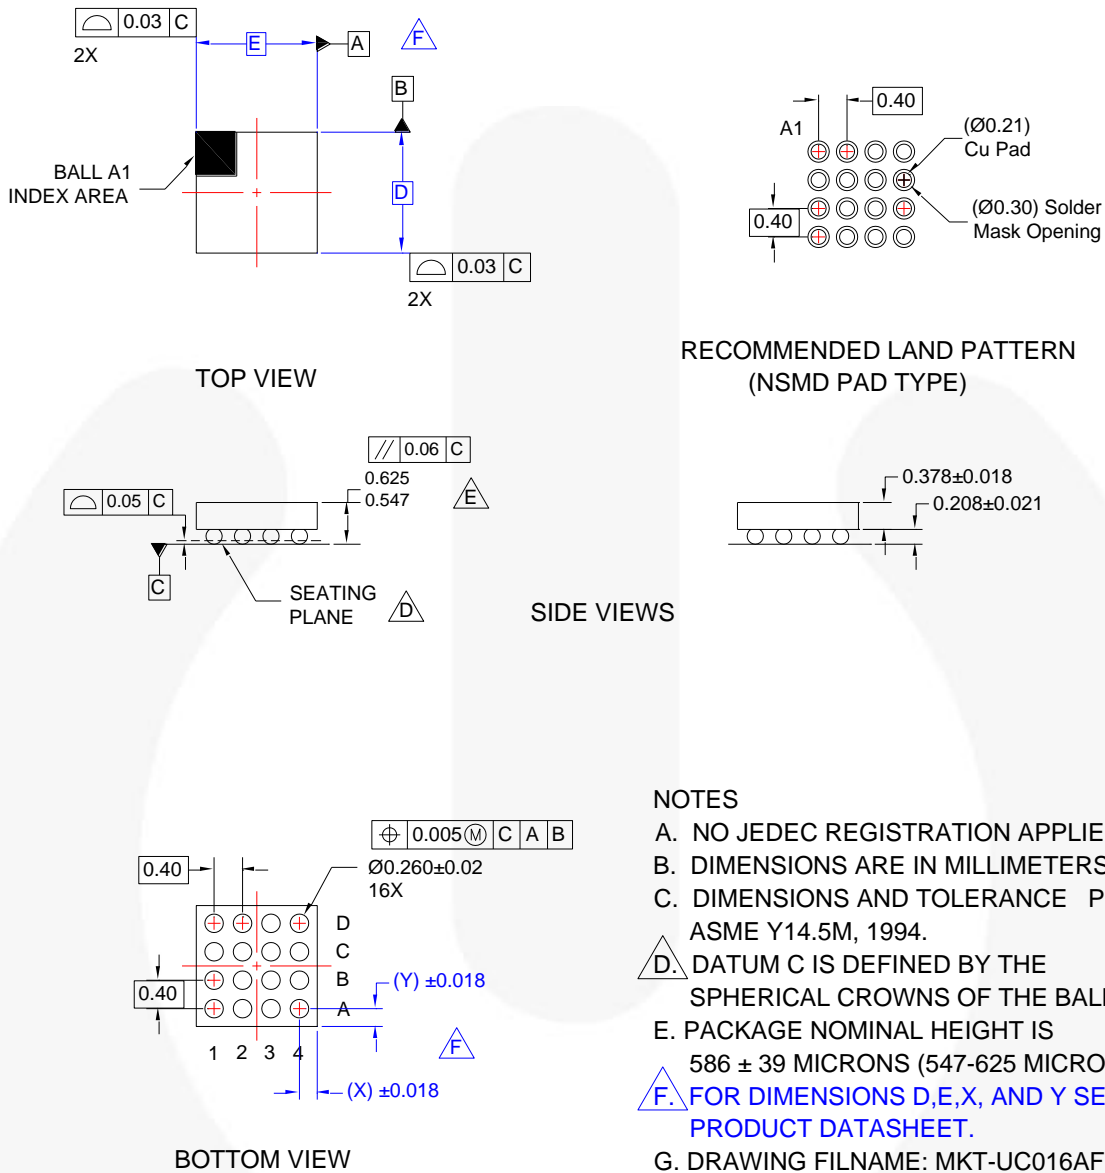 0.03 C
2X
E
A
F
B
BALL A1
INDEX AREA
D
0.03 C
2X
TOP VIEW
0.40
A1
(Ø0.21)
Cu Pad
(Ø0.30) Solder
Mask Opening
0.40
RECOMMENDED LAND PATTERN
(NSMD PAD TYPE)
// 0.06 C
0.625
0.547
E
0.05 C
C
SEATING
PLANE
D
0.378±0.018
0.208±0.021
SIDE VIEWS
0.005 Ⓜ C A B
Ø0.260±0.02
16X
0.40
D
C
B
A
0.40
(Y) ±0.018
F
1 2 3 4
(X) ±0.018
BOTTOM VIEW
NOTES
A. NO JEDEC REGISTRATION APPLIE
B. DIMENSIONS ARE IN MILLIMETERS
C. DIMENSIONS AND TOLERANCE P
ASME Y14.5M, 1994.
D. DATUM C IS DEFINED BY THE
SPHERICAL CROWNS OF THE BAL
E. PACKAGE NOMINAL HEIGHT IS
586 ± 39 MICRONS (547-625 MICRO
F. FOR DIMENSIONS D,E,X, AND Y SE
PRODUCT DATASHEET.
G. DRAWING FILNAME: MKT-UC016AF